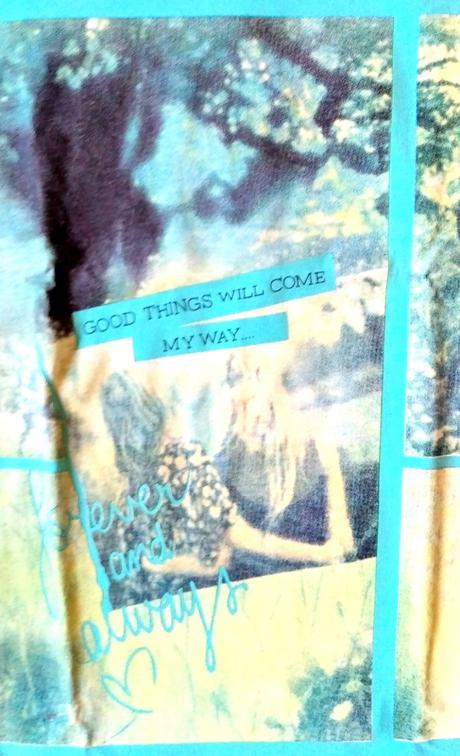 GOOD THINGS WILL COME
MY WAY....
forever
and
always